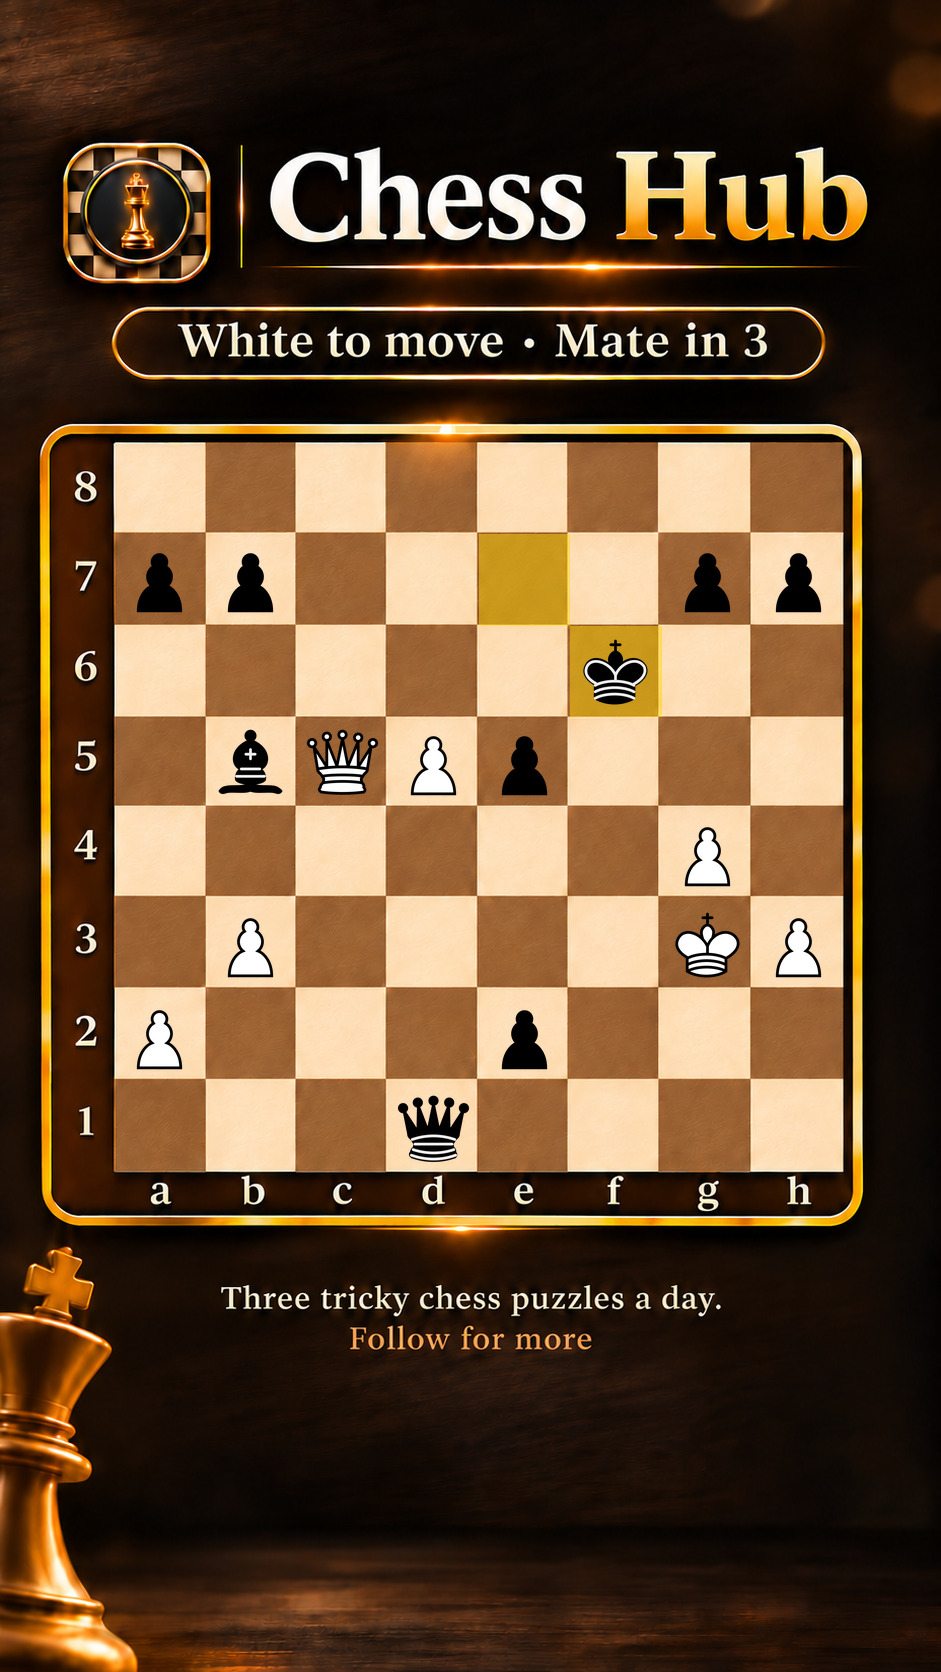 Chess Hub
White to move • Mate in 3
8
7
6
5
4
3
2
1
a b c d e f g h
Three tricky chess puzzles a day.
Follow for more